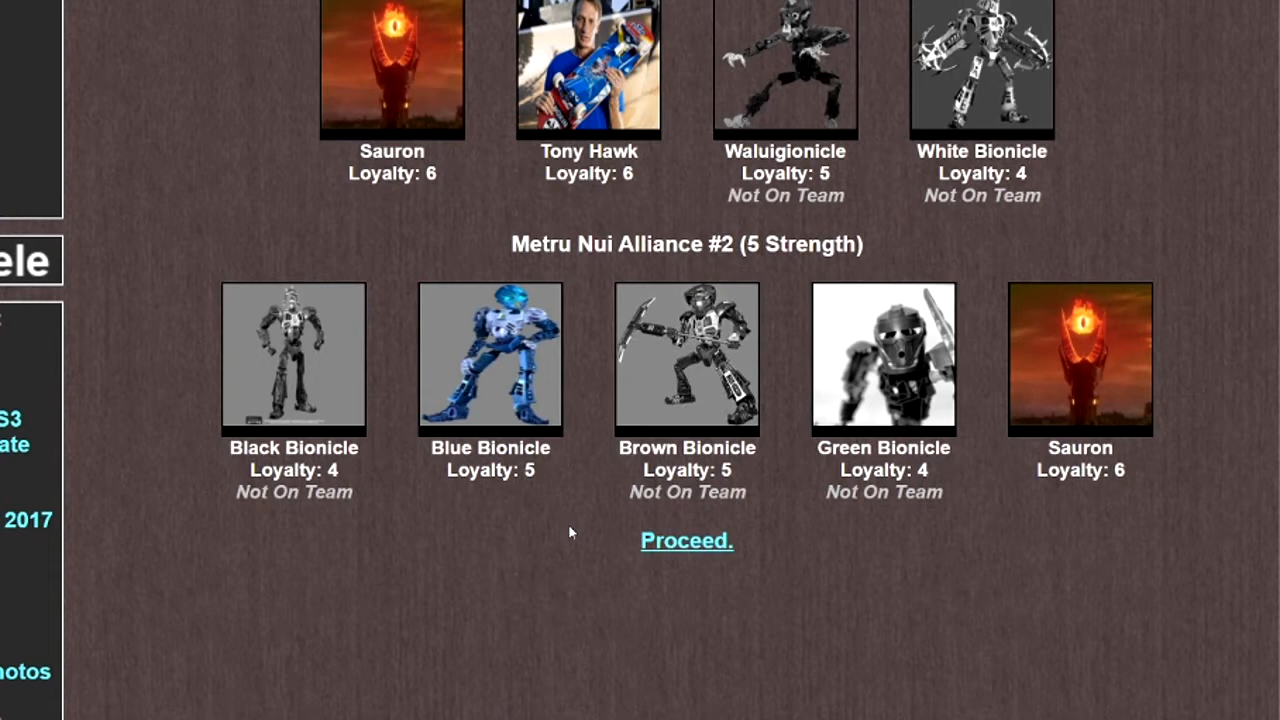 Sauron
Loyalty: 6
Tony Hawk
Loyalty: 6
Waluigionicle
Loyalty: 5
Not On Team
White Bionicle
Loyalty: 4
Not On Team
Metru Nui Alliance #2 (5 Strength)
ele
Black Bionicle
Loyalty: 4
Not On Team
Blue Bionicle
Loyalty: 5
Brown Bionicle
Loyalty: 5
Not On Team
Green Bionicle
Loyalty: 4
Not On Team
Sauron
Loyalty: 6
S3
ate
2017
Proceed.
hotos